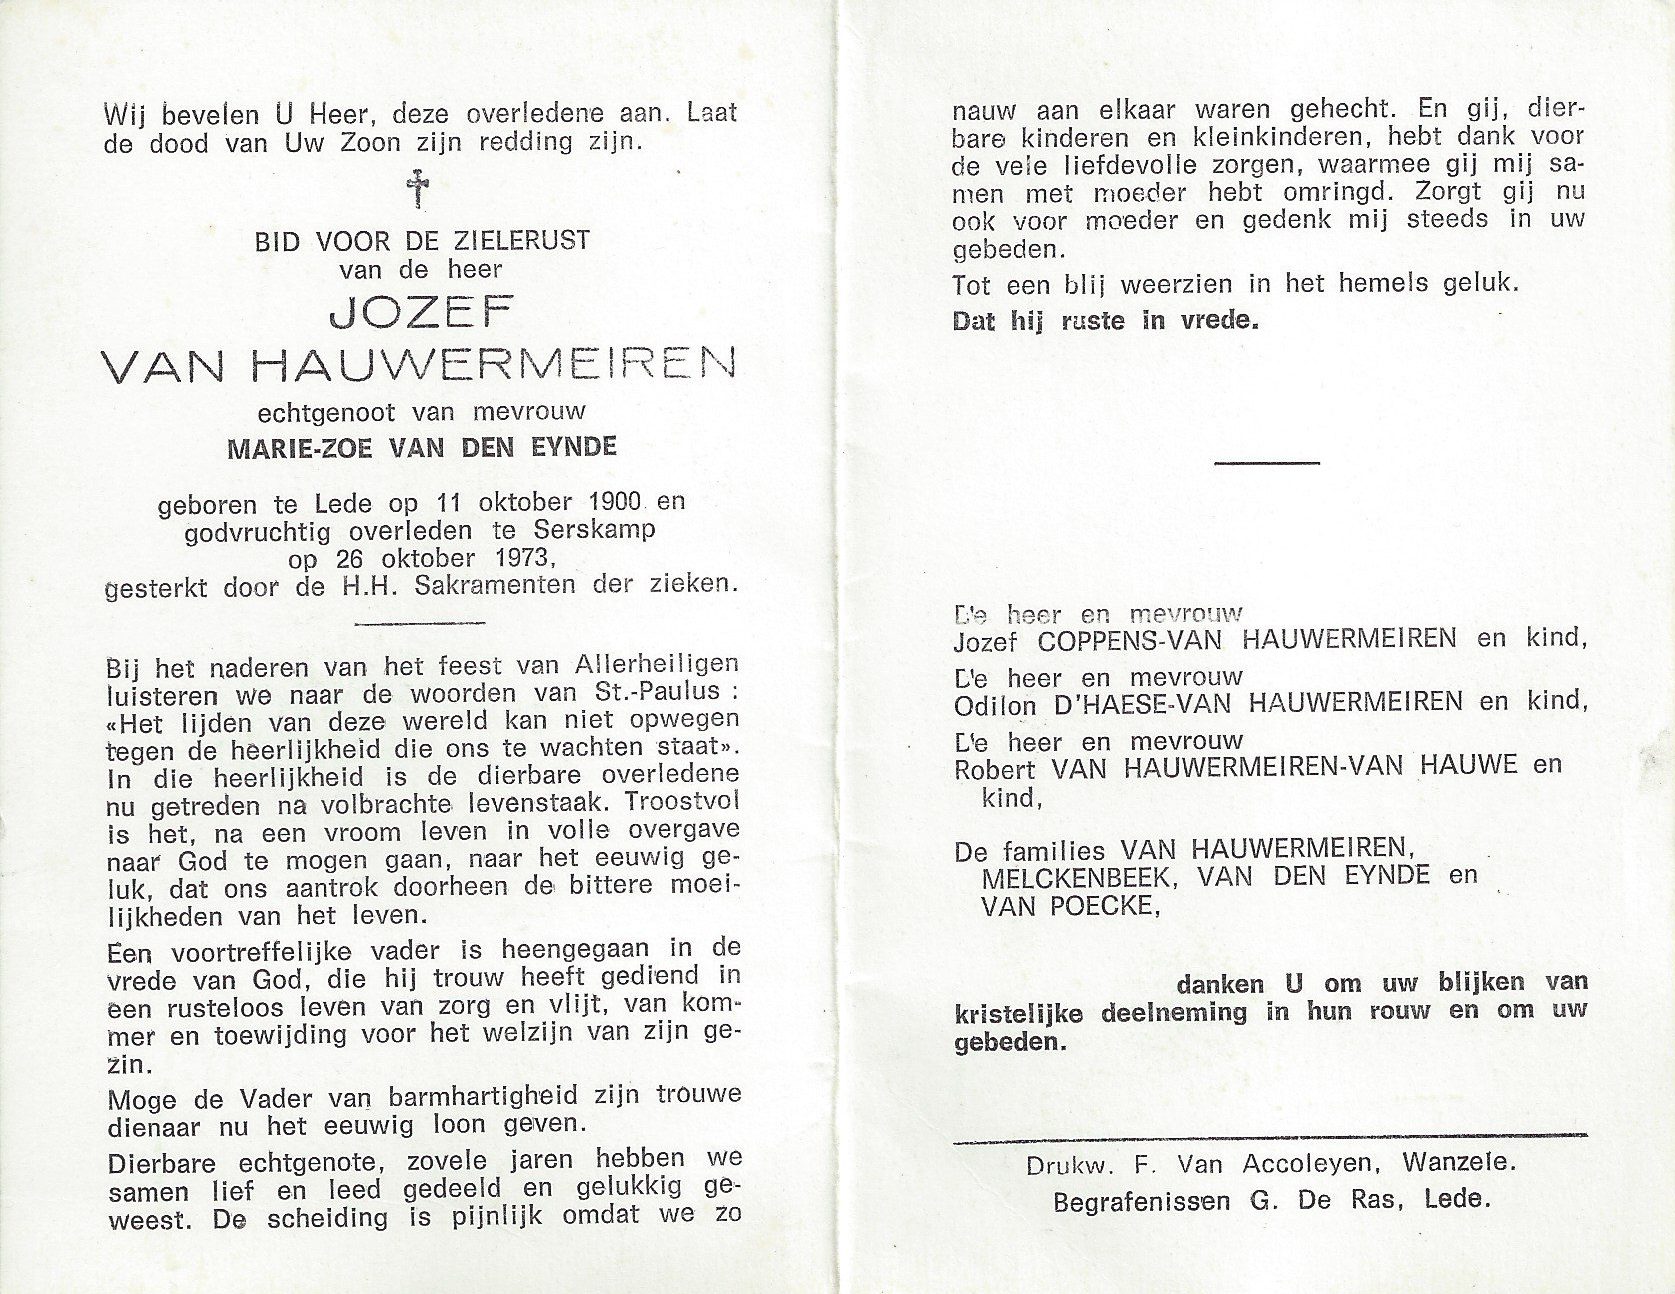 Wij bevelen U Heer, deze overledene aan. Laat
de dood van Uw Zoon zijn redding zijn.
BID VOOR DE ZIELERUST
van de heer
JOZEF
VAN HAUWERMEIREN
echtgenoot van mevrouw
MARIE-ZOE VAN DEN EYNDE
geboren te Lede op 11 oktober 1900 en
godvruchtig overleden te Serskamp
op 26 oktober 1973,
gesterkt door de H.H. Sakramenten der zieken.
Bij het naderen van het feest van Allerheiligen
luisteren we naar de woorden van St.-Paulus :
«Het lijden van deze wereld kan niet opwegen
tegen de heerlijkheid die ons te wachten staat».
In die heerlijkheid is de dierbare overledene
nu getreden na volbrachte levenstaak. Troostvol
is het, na een vroom leven in volle overgave
naar God te mogen gaan, naar het eeuwig ge-
luk, dat ons aantrok doorheen de bittere moei-
lijkheden van het leven.
Een voortreffelijke vader is heengegaan in de
vrede van God, die hij trouw heeft gediend in
een rusteloos leven van zorg en vlijt, van kom-
mer en toewijding voor het welzijn van zijn ge-
zin.
Moge de Vader van barmhartigheid zijn trouwe
dienaar nu het eeuwig loon geven.
Dierbare echtgenote, zovele jaren hebben we
samen lief en leed gedeeld en gelukkig ge-
weest. De scheiding is pijnlijk omdat we zo
nauw aan elkaar waren gehecht. En gij, dier-
bare kinderen en kleinkinderen, hebt dank voor
de vele liefdevolle zorgen, waarmee gij mij sa-
men met moeder hebt omringd. Zorgt gij nu
ook voor moeder en gedenk mij steeds in uw
gebeden.
Tot een blij weerzien in het hemels geluk.
Dat hij ruste in vrede.
De heer en mevrouw
Jozef COPPENS-VAN HAUWERMEIREN en kind,
De heer en mevrouw
Odilon D'HAESE-VAN HAUWERMEIREN en kind,
De heer en mevrouw
Robert VAN HAUWERMEIREN-VAN HAUWE en
kind,
De families VAN HAUWERMEIREN,
MELCKENBEEK, VAN DEN EYNDE en
VAN POECKE,
danken U om uw blijken van
kristelijke deelneming in hun rouw en om uw
gebeden.
Drukw. F. Van Accoleyen, Wanzele.
Begrafenissen G. De Ras, Lede.